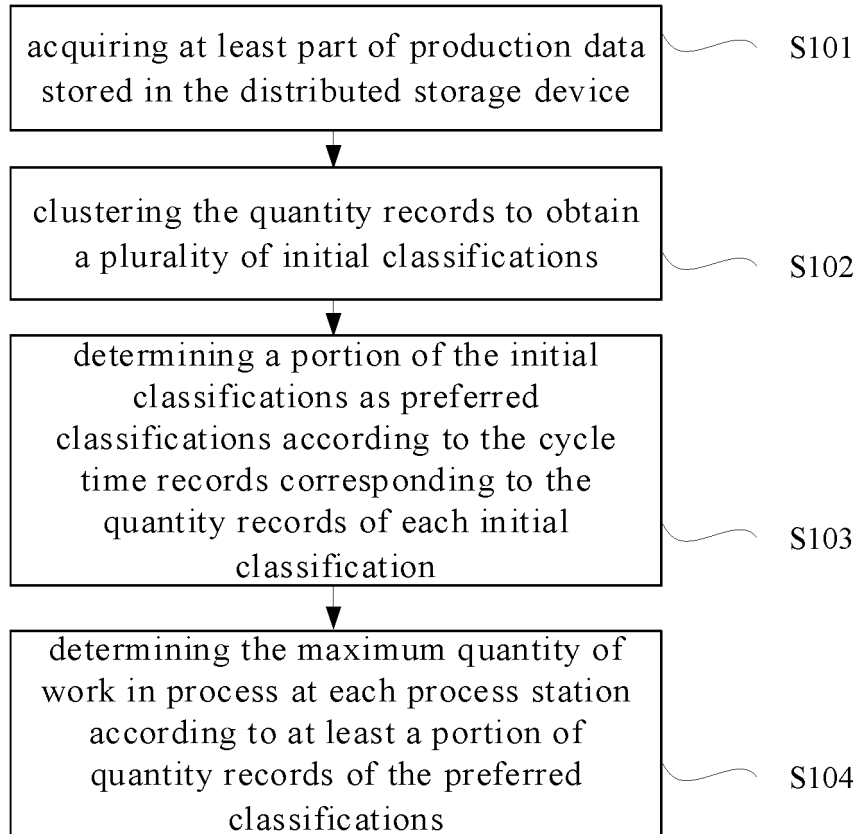 acquiring at least part of production data
stored in the distributed storage device
S101
clustering the quantity records to obtain
a plurality of initial classifications
S102
determining a portion of the initial
classifications as preferred
classifications according to the cycle
time records corresponding to the
quantity records of each initial
classification
S103
determining the maximum quantity of
work in process at each process station
according to at least a portion of
quantity records of the preferred
classifications
S104